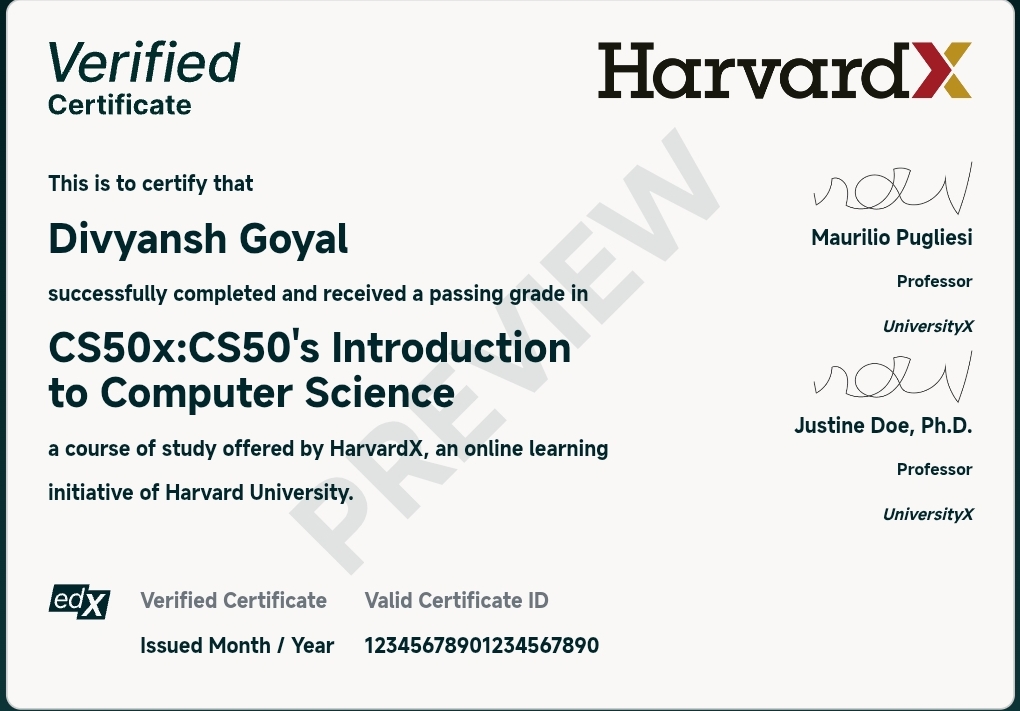 Verified
Certificate
HarvardX
This is to certify that
Divyansh Goyal
successfully completed and received a passing grade in
CS50x:CS50's Introduction
to Computer Science
a course of study offered by HarvardX, an online learning
initiative of Harvard University.
PREVIEW
Maurilio Pugliesi
Professor
UniversityX
Justine Doe, Ph.D.
Professor
UniversityX
edX
Verified Certificate
Issued Month / Year
Valid Certificate ID
12345678901234567890